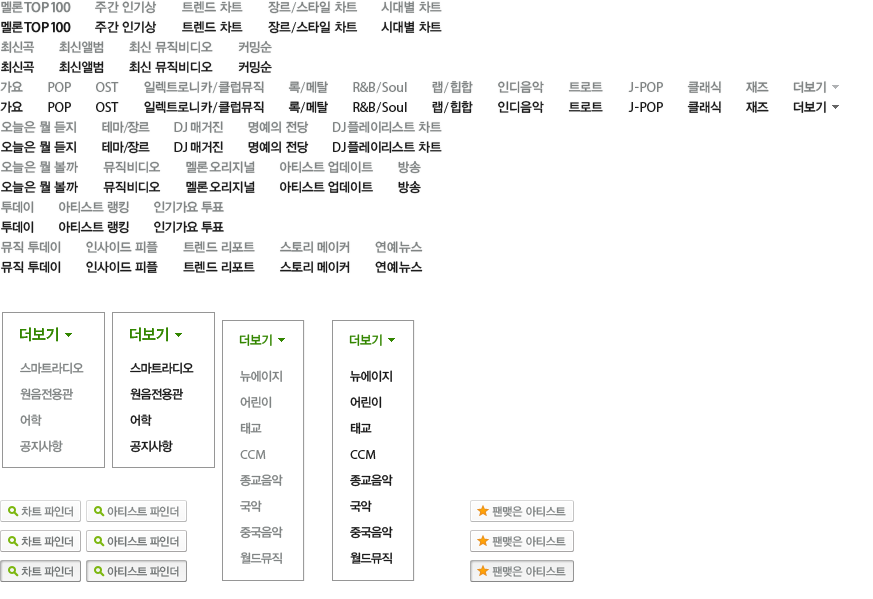 멜론TOP100 주간 인기상 트렌드 차트 장르/스타일 차트 시대별 차트
멜론TOP100 주간 인기상 트렌드 차트 장르/스타일 차트 시대별 차트
최신곡 최신앨범 최신 뮤직비디오 커밍순
최신곡 최신앨범 최신 뮤직비디오 커밍순
가요 POP OST 일렉트로니카/클럽뮤직 록/메탈 R&B/Soul 랩/힙합 인디음악 트로트 J-POP 클래식 재즈 더보기
가요 POP OST 일렉트로니카/클럽뮤직 록/메탈 R&B/Soul 랩/힙합 인디음악 트로트 J-POP 클래식 재즈 더보기
오늘은 뭘 듣지 테마/장르 DJ 매거진 명예의 전당 DJ플레이리스트 차트
오늘은 뭘 듣지 테마/장르 DJ 매거진 명예의 전당 DJ플레이리스트 차트
오늘은 뭘 볼까 뮤직비디오 멜론 오리지널 아티스트 업데이트 방송
오늘은 뭘 볼까 뮤직비디오 멜론 오리지널 아티스트 업데이트 방송
투데이 아티스트 랭킹 인기가요 투표
투데이 아티스트 랭킹 인기가요 투표
뮤직 투데이 인사이드 피플 트렌드 리포트 스토리 메이커 연예뉴스
뮤직 투데이 인사이드 피플 트렌드 리포트 스토리 메이커 연예뉴스
더보기
스마트라디오
원음전용관
어학
공지사항
더보기
스마트라디오
원음전용관
어학
공지사항
더보기
뉴에이지
어린이
태교
CCM
종교음악
국악
중국음악
월드뮤직
더보기
뉴에이지
어린이
태교
CCM
종교음악
국악
중국음악
월드뮤직
차트 파인더 아티스트 파인더 팬맺은 아티스트
차트 파인더 아티스트 파인더 팬맺은 아티스트
차트 파인더 아티스트 파인더 팬맺은 아티스트